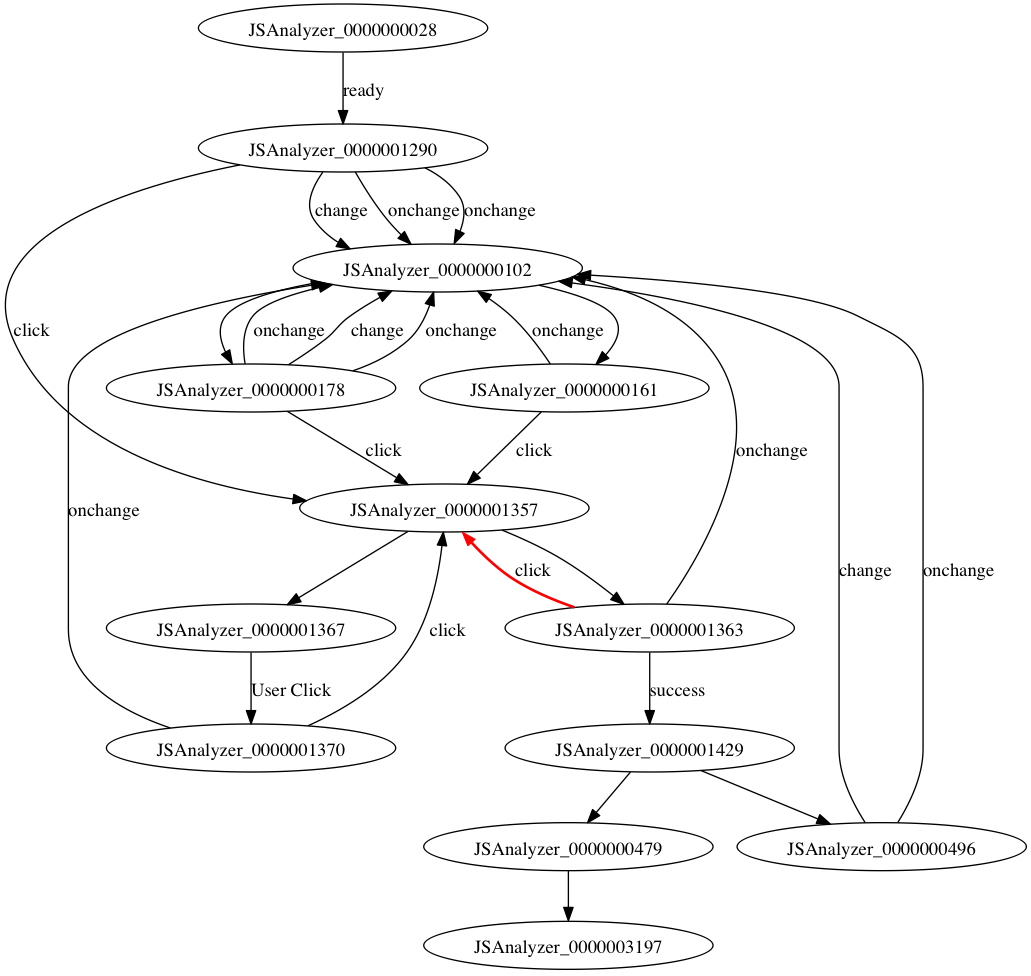 JSAnalyzer_0000000028
ready
JSAnalyzer_0000001290
change
onchange
onchange
JSAnalyzer_0000000102
click
onchange
change
onchange
onchange
JSAnalyzer_0000000178
JSAnalyzer_0000000161
click
click
onchange
onchange
JSAnalyzer_0000001357
click
change
onchange
JSAnalyzer_0000001367
click
JSAnalyzer_0000001363
User Click
success
JSAnalyzer_0000001370
JSAnalyzer_0000001429
JSAnalyzer_0000000479
JSAnalyzer_0000000496
JSAnalyzer_0000003197